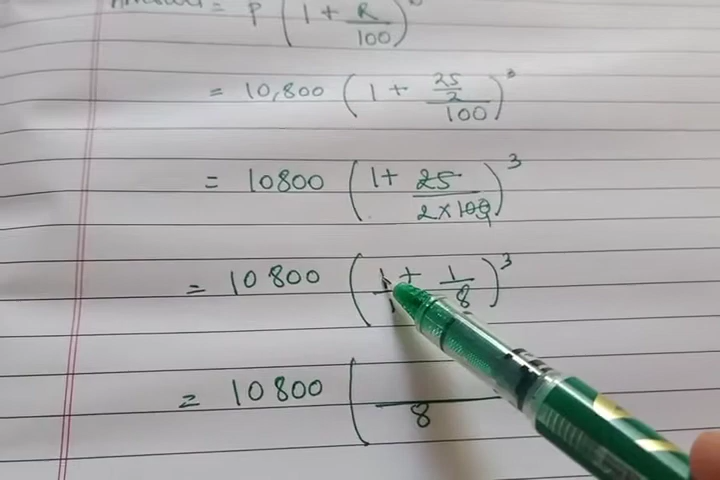 = P (1 + R/100)
= 10,800 (1 + 25/2/100)³
= 10800 (1+ 25/2×100)³
= 10800 (1/1 + 1/8)³
= 10800 ( /8